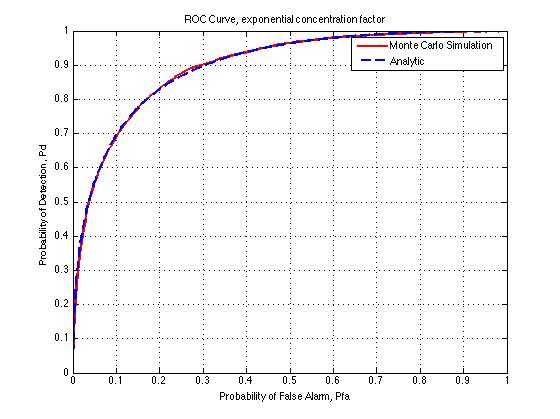 ROC Curve, exponential concentration factor
Monte Carlo Simulation
Analytic
Probability of Detection, Pd
1
0.9
0.8
0.7
0.6
0.5
0.4
0.3
0.2
0.1
0
0 0.1 0.2 0.3 0.4 0.5 0.6 0.7 0.8 0.9 1
Probability of False Alarm, Pfa